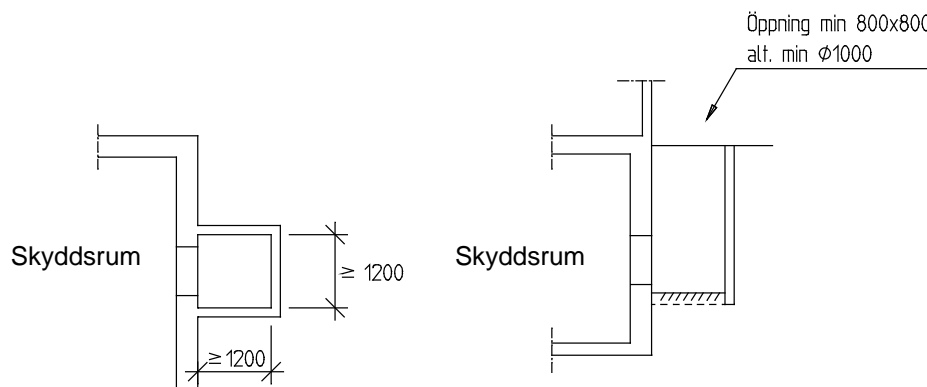 Öppning min 800x800
alt. min Ø1000
Skyddsrum
≥ 1200
≥ 1200
Skyddsrum